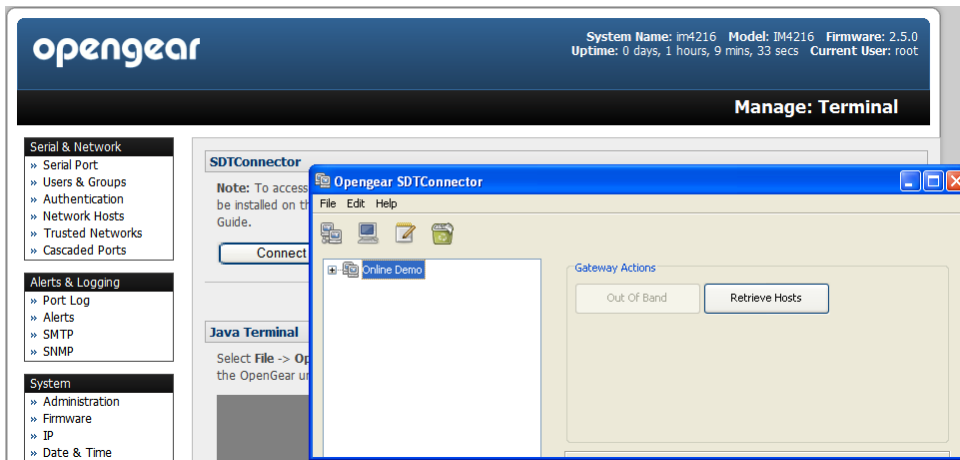 opengear
System Name: im4216 Model: IM4216 Firmware: 2.5.0
Uptime: 0 days, 1 hours, 9 mins, 33 secs Current User: root
Manage: Terminal
Serial & Network
» Serial Port
» Users & Groups
» Authentication
» Network Hosts
» Trusted Networks
» Cascaded Ports
Alerts & Logging
» Port Log
» Alerts
» SMTP
» SNMP
System
» Administration
» Firmware
» IP
» Date & Time
SDTConnector
Note: To access
be installed on th
Guide.
Connect
Java Terminal
Select File -> Op
the OpenGear un
Opengear SDTConnector
File Edit Help
Online Demo
Gateway Actions
Out Of Band
Retrieve Hosts